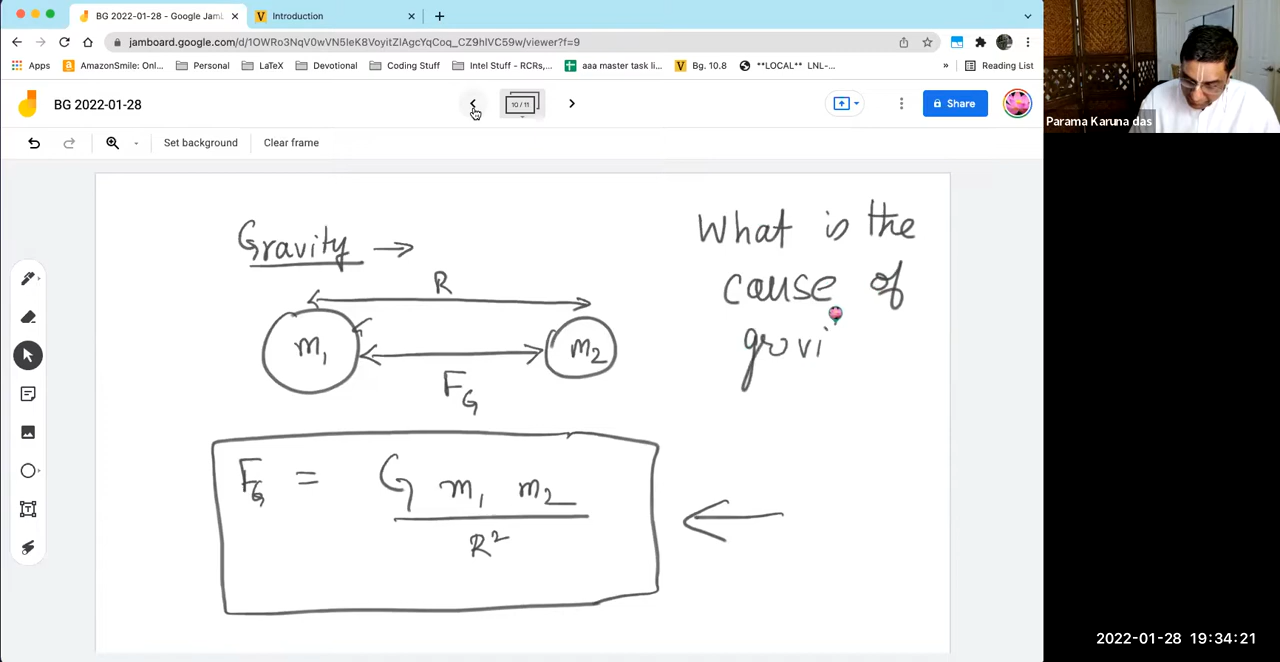 BG 2022-01-28 - Google Jam
Introduction
jamboard.google.com/d/1OWRo3NqV0wVN5leK8VoyitZlAgcYqCoq_CZ9hlVC59w/viewer?f=9
Apps AmazonSmile: Onl... Personal LaTeX Devotional Coding Stuff Intel Stuff - RCRs,... aaa master task li... Bg. 10.8 **LOCAL** LNL-... » Reading List
BG 2022-01-28
10 / 11
Share
Parama Karuna das
Set background
Clear frame
Gravity →
R
m1
m2
FG
FG = G m1 m2
R²
What is the
cause of
grovi
2022-01-28 19:34:21